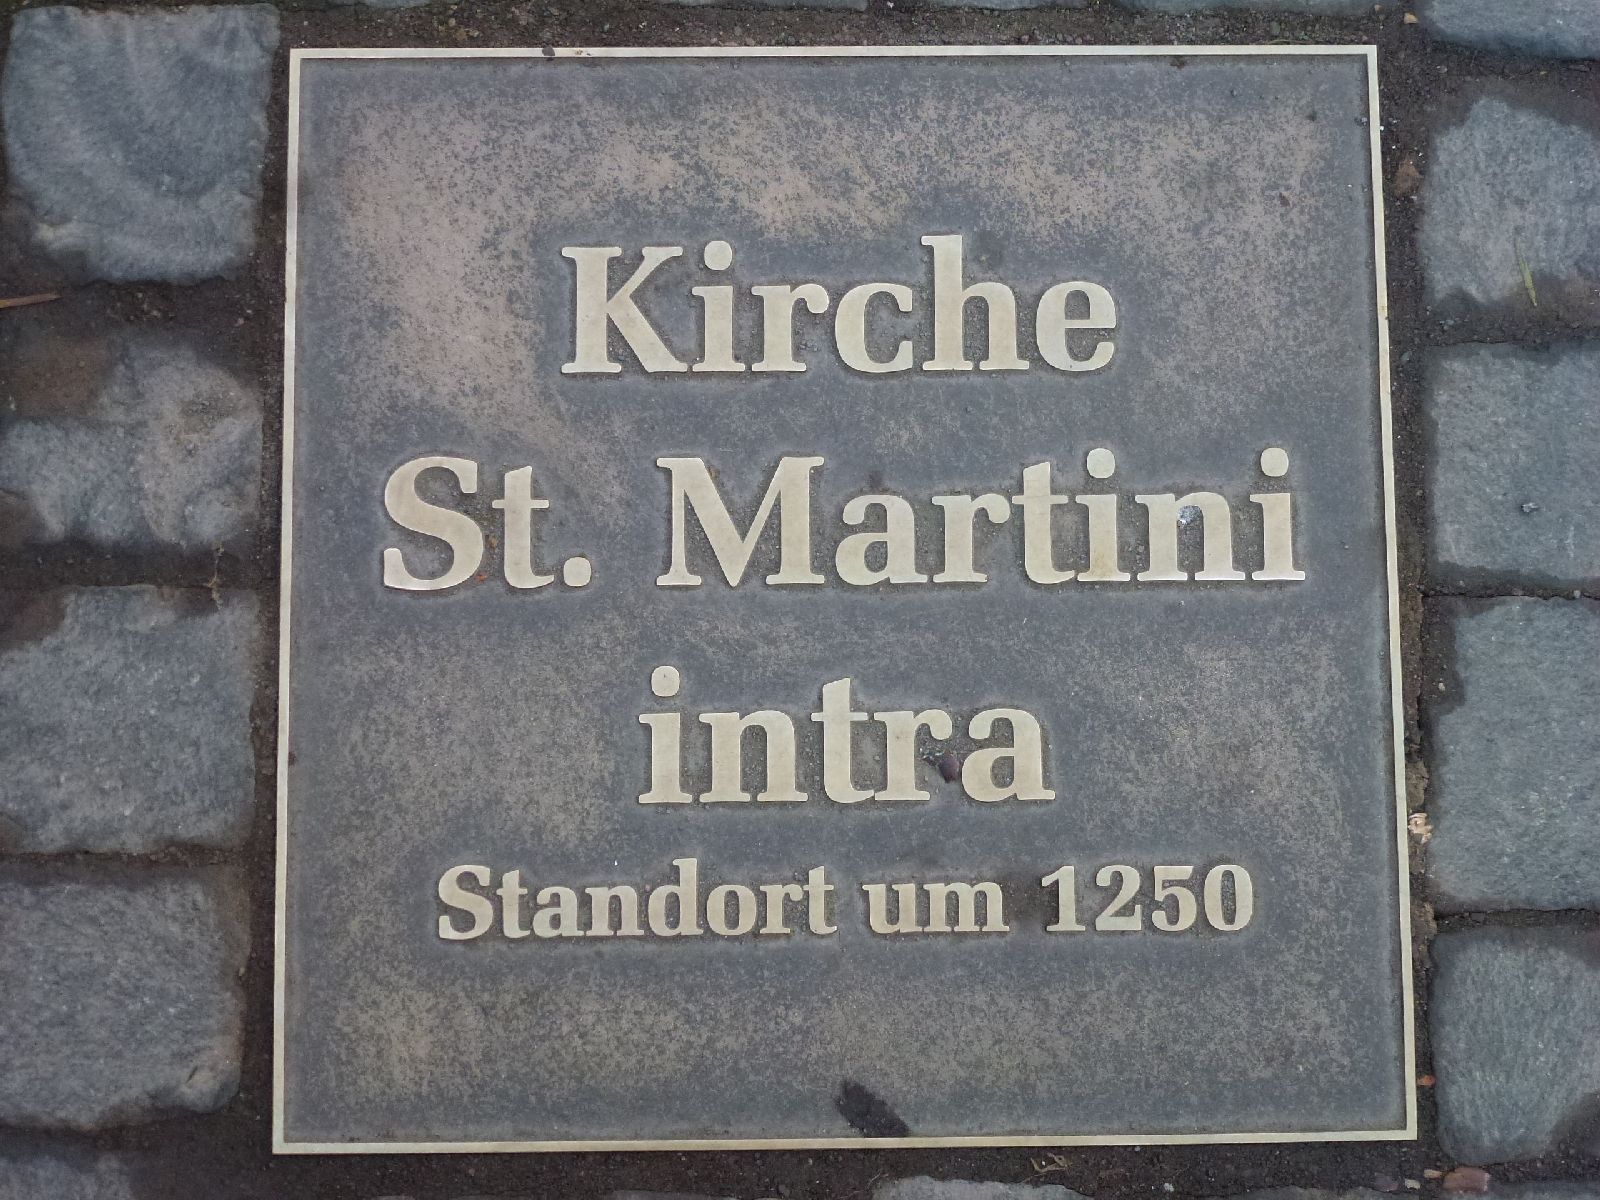 Kirche
St. Martini
intra
Standort um 1250